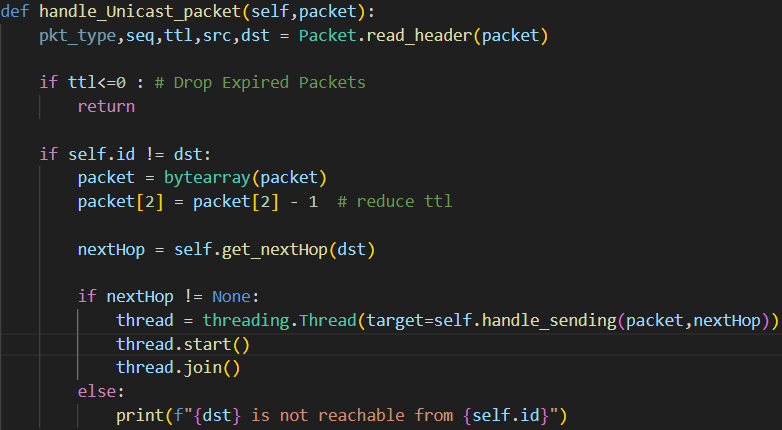 def handle_Unicast_packet(self,packet):
    pkt_type,seq,ttl,src,dst = Packet.read_header(packet)

    if ttl<=0 : # Drop Expired Packets
        return

    if self.id != dst:
        packet = bytearray(packet)
        packet[2] = packet[2] - 1  # reduce ttl

        nextHop = self.get_nextHop(dst)

        if nextHop != None:
            thread = threading.Thread(target=self.handle_sending(packet,nextHop))
            thread.start()
            thread.join()
        else:
            print(f"{dst} is not reachable from {self.id}")